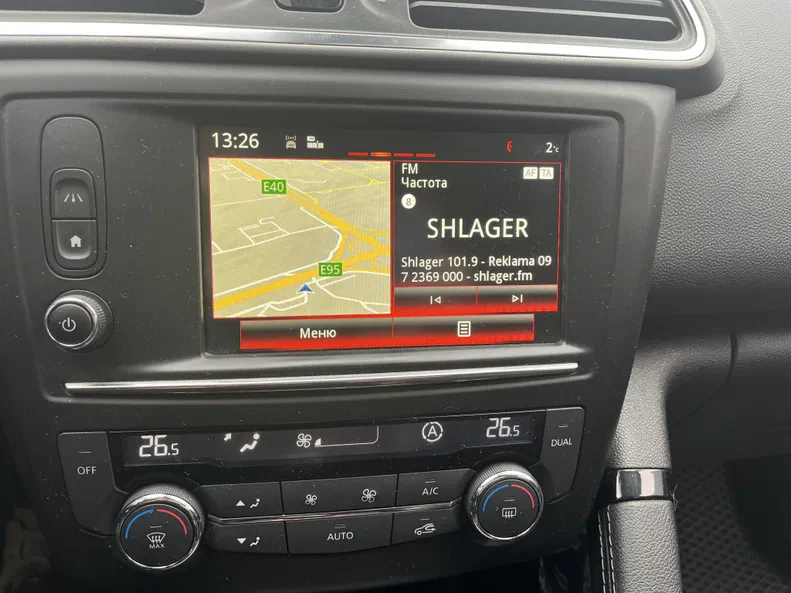 13:26
2°c
E40
E95
FM
AF TA
Частота
8
SHLAGER
Shlager 101.9 - Reklama 09
7 2369 000 - shlager.fm
Меню
26.5
A
26.5
OFF
DUAL
A/C
MAX
AUTO